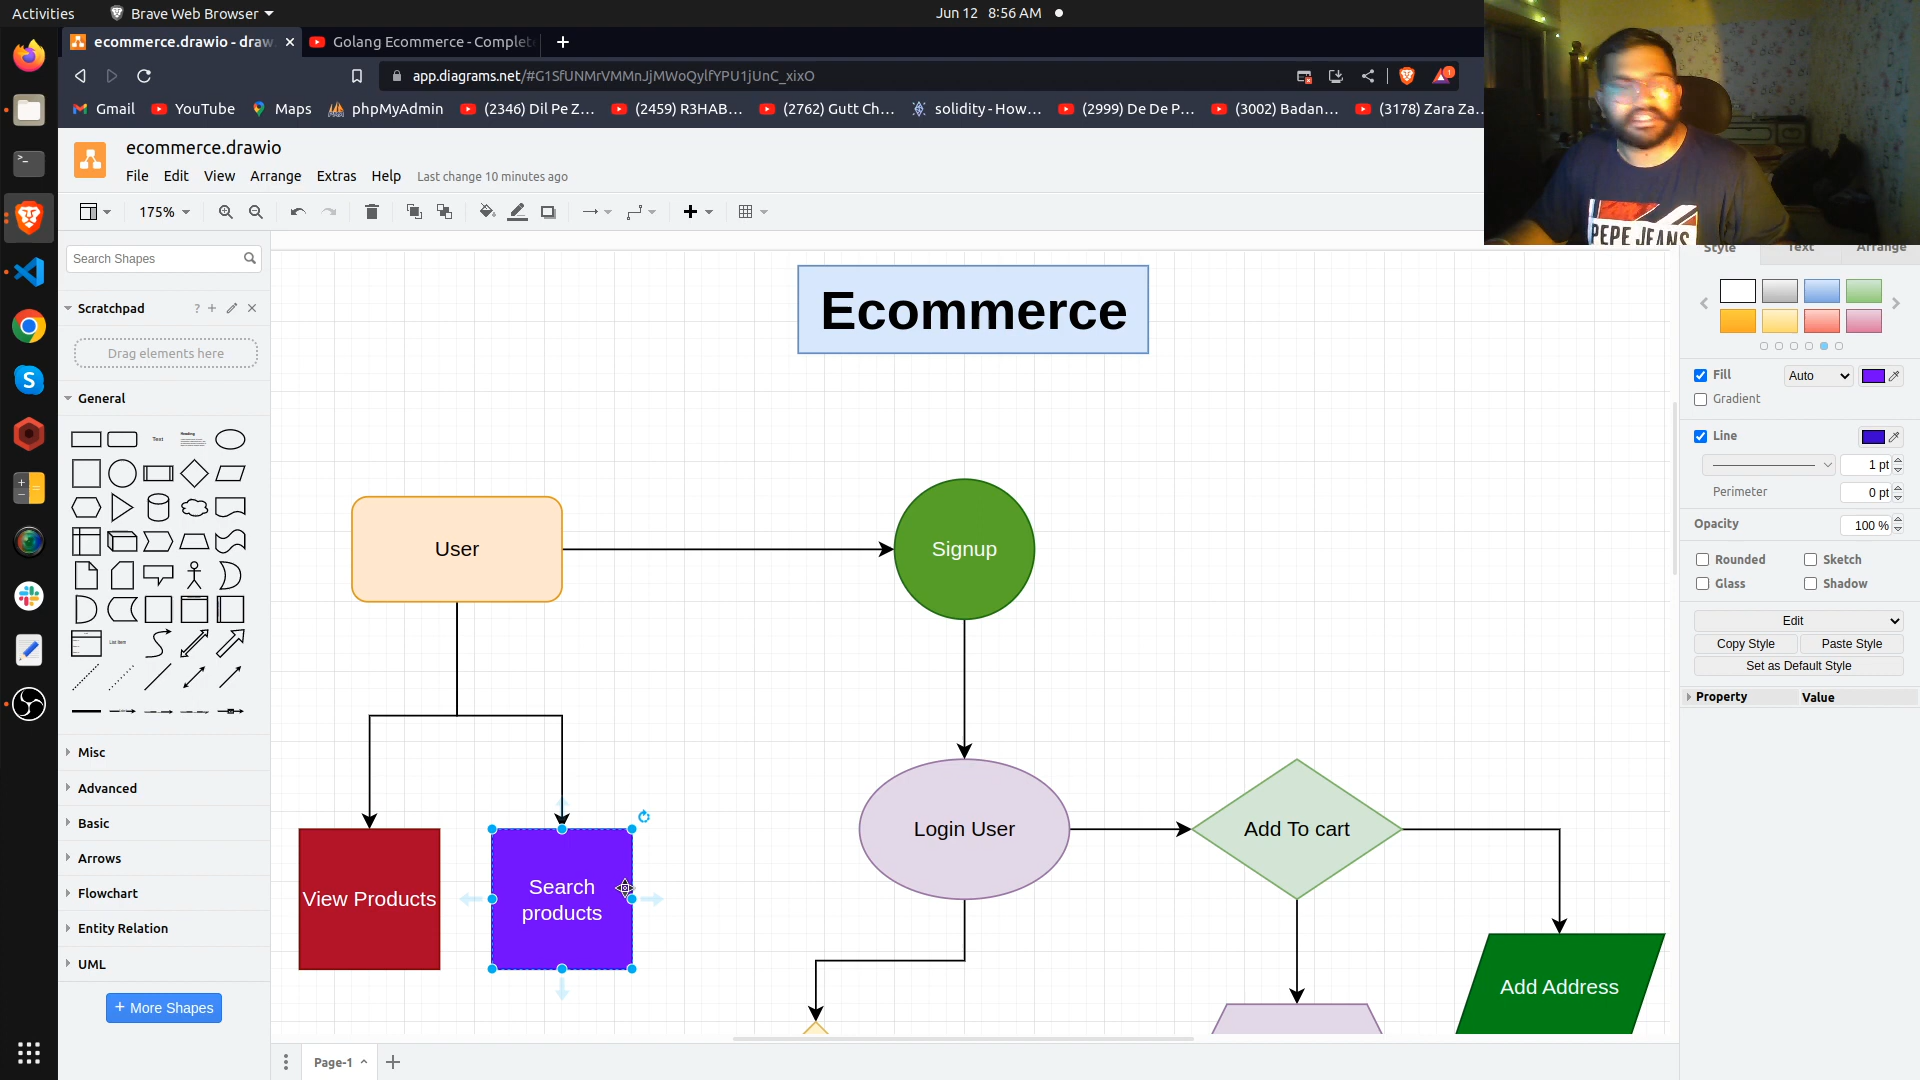 Activities
Brave Web Browser
Jun 12 8:56 AM
ecommerce.drawio - draw
Golang Ecommerce - Complet
app.diagrams.net/#G1SfUNMrVMMnJjMWoQylfYPU1jUnC_xixO
1
Gmail
YouTube
Maps
phpMyAdmin
(2346) Dil Pe Z...
(2459) R3HAB...
(2762) Gutt Ch...
solidity - How...
(2999) De De P...
(3002) Badan...
(3178) Zara Za...
PEPE JEANS
ecommerce.drawio
File Edit View Arrange Extras Help Last change 10 minutes ago
175%
Search Shapes
Scratchpad
?
Drag elements here
General
Text
Heading
List Item
Misc
Advanced
Basic
Arrows
Flowchart
Entity Relation
UML
+ More Shapes
Ecommerce
User
Signup
Login User
Add To cart
View Products
Search
products
Add Address
Page-1
Style
Text
Arrange
Fill
Auto
Gradient
Line
1 pt
Perimeter
0 pt
Opacity
100 %
Rounded
Sketch
Glass
Shadow
Edit
Copy Style
Paste Style
Set as Default Style
Property
Value